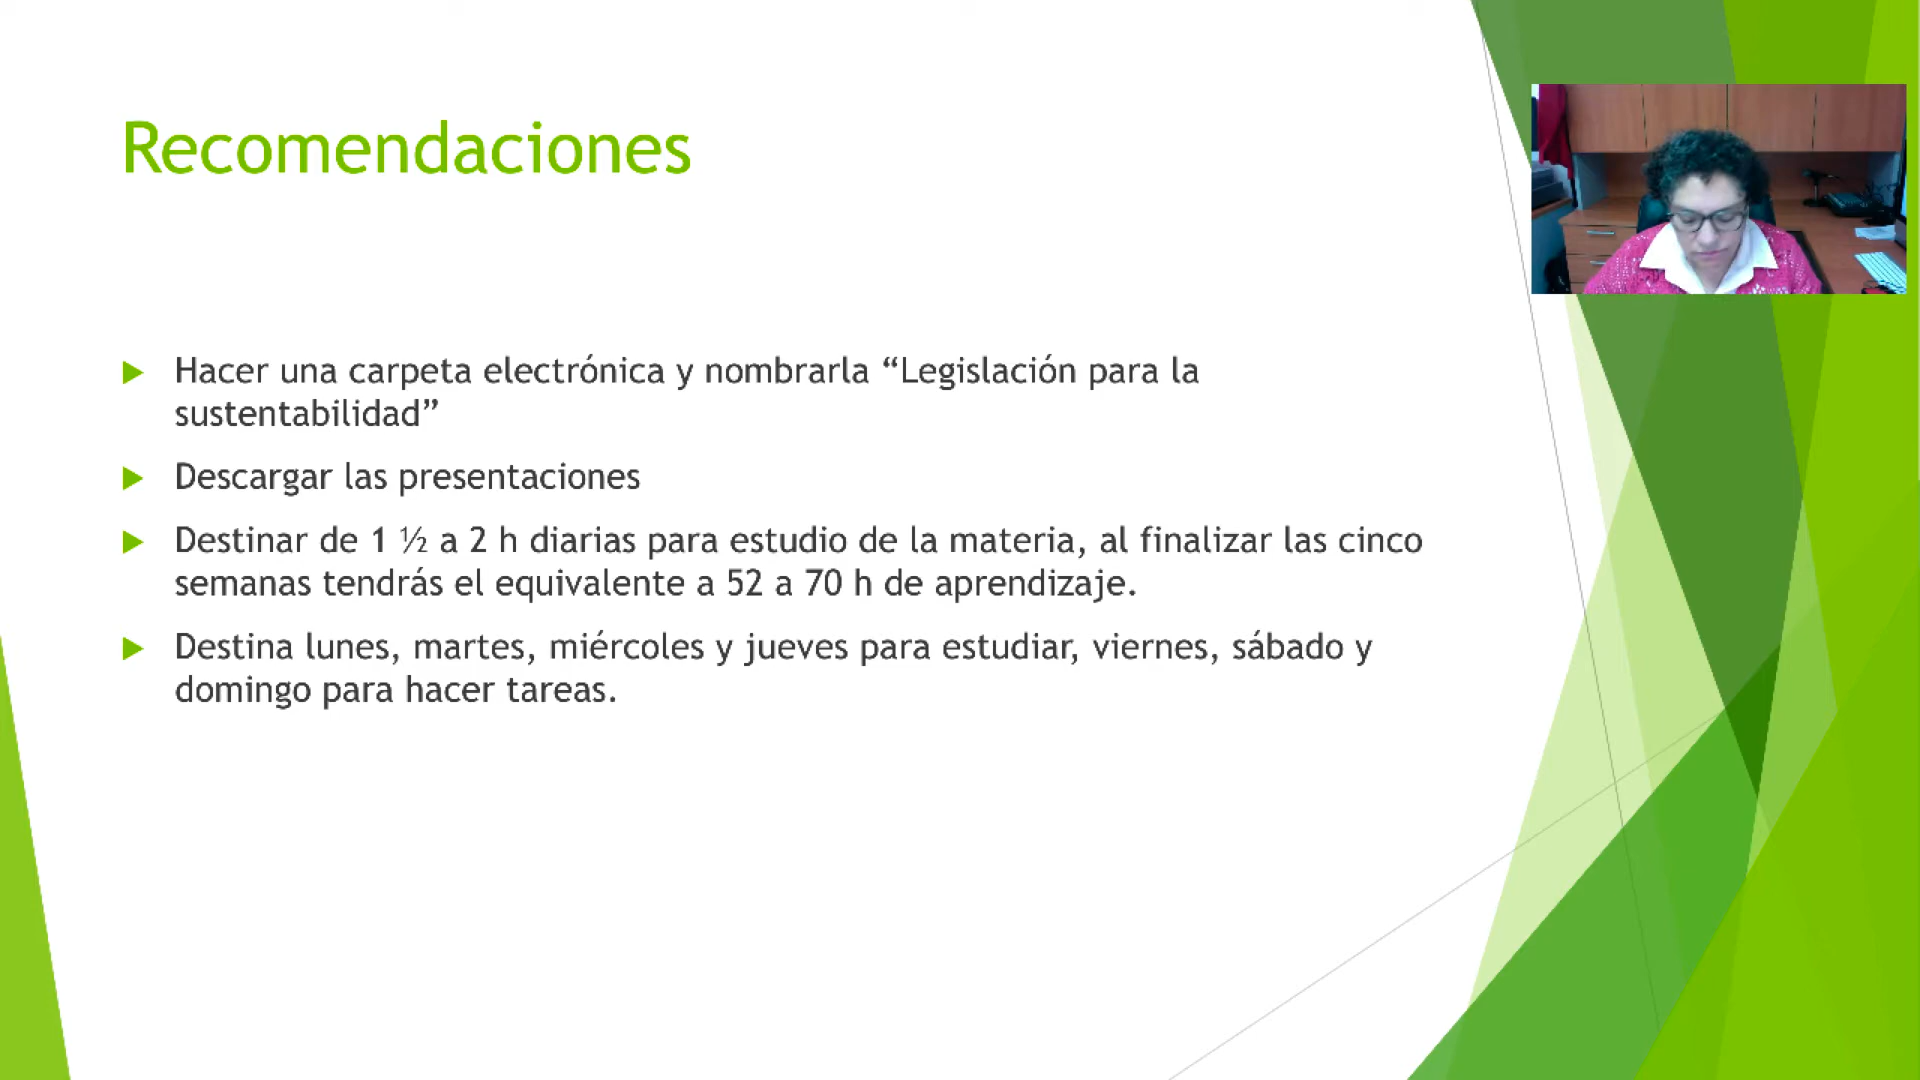 Recomendaciones
Hacer una carpeta electrónica y nombrarla “Legislación para la
sustentabilidad”
Descargar las presentaciones
Destinar de 1 ½ a 2 h diarias para estudio de la materia, al finalizar las cinco
semanas tendrás el equivalente a 52 a 70 h de aprendizaje.
Destina lunes, martes, miércoles y jueves para estudiar, viernes, sábado y
domingo para hacer tareas.